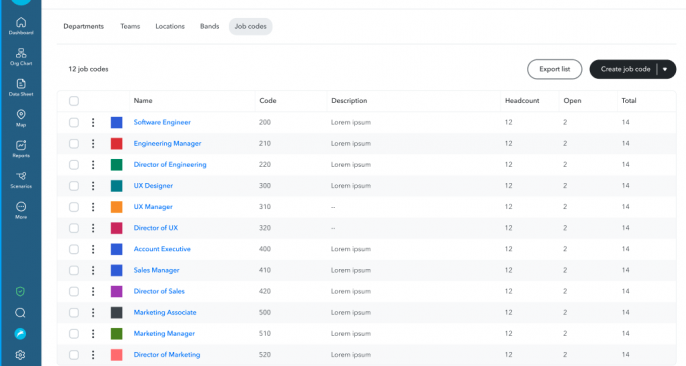 Departments Teams Locations Bands Job codes
Dashboard
Org Chart
Data Sheet
Map
Reports
Scenarios
More
12 job codes Export list Create job code
Name Code Description Headcount Open Total
Software Engineer 200 Lorem ipsum 12 2 14
Engineering Manager 210 Lorem ipsum 12 2 14
Director of Engineering 220 Lorem ipsum 12 2 14
UX Designer 300 Lorem ipsum 12 2 14
UX Manager 310 -- 12 2 14
Director of UX 320 -- 12 2 14
Account Executive 400 Lorem ipsum 12 2 14
Sales Manager 410 Lorem ipsum 12 2 14
Director of Sales 420 Lorem ipsum 12 2 14
Marketing Associate 500 Lorem ipsum 12 2 14
Marketing Manager 510 Lorem ipsum 12 2 14
Director of Marketing 520 Lorem ipsum 12 2 14